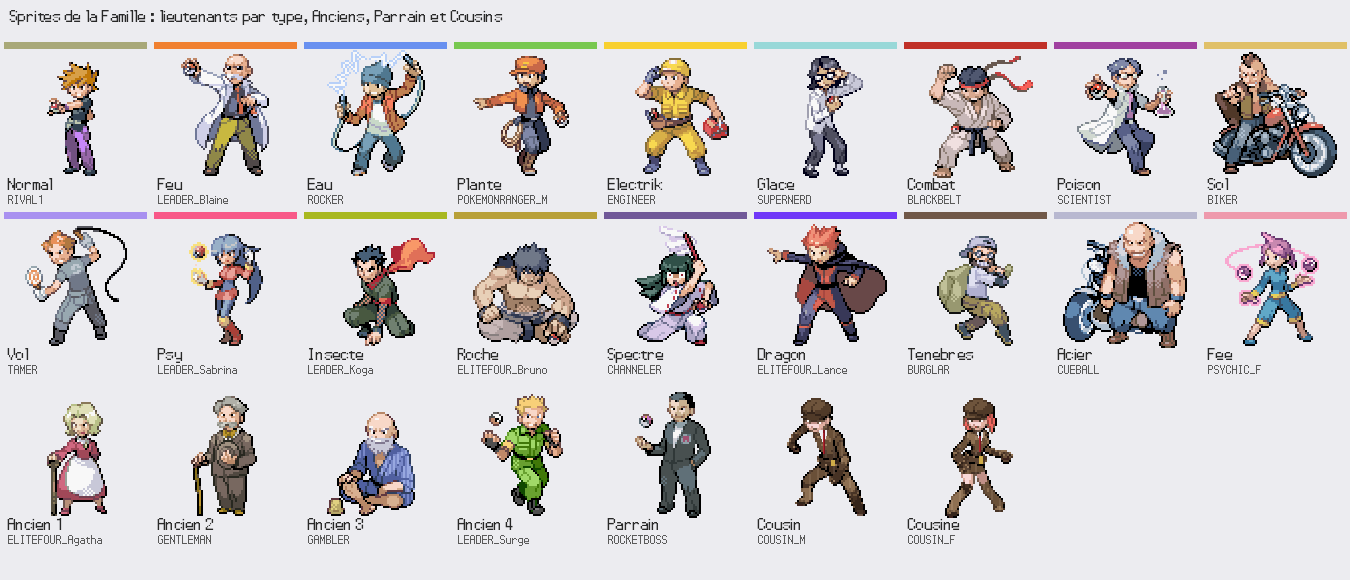 Sprites de la Famille : lieutenants par type, Anciens, Parrain et Cousins
Normal
RIVAL1
Feu
LEADER_Blaine
Eau
ROCKER
Plante
POKEMONRANGER_M
Electrik
ENGINEER
Glace
SUPERNERD
Combat
BLACKBELT
Poison
SCIENTIST
Sol
BIKER
Vol
TAMER
Psy
LEADER_Sabrina
Insecte
LEADER_Koga
Roche
ELITEFOUR_Bruno
Spectre
CHANNELER
Dragon
ELITEFOUR_Lance
Tenebres
BURGLAR
Acier
CUEBALL
Fee
PSYCHIC_F
Ancien 1
ELITEFOUR_Agatha
Ancien 2
GENTLEMAN
Ancien 3
GAMBLER
Ancien 4
LEADER_Surge
Parrain
ROCKETBOSS
Cousin
COUSIN_M
Cousine
COUSIN_F